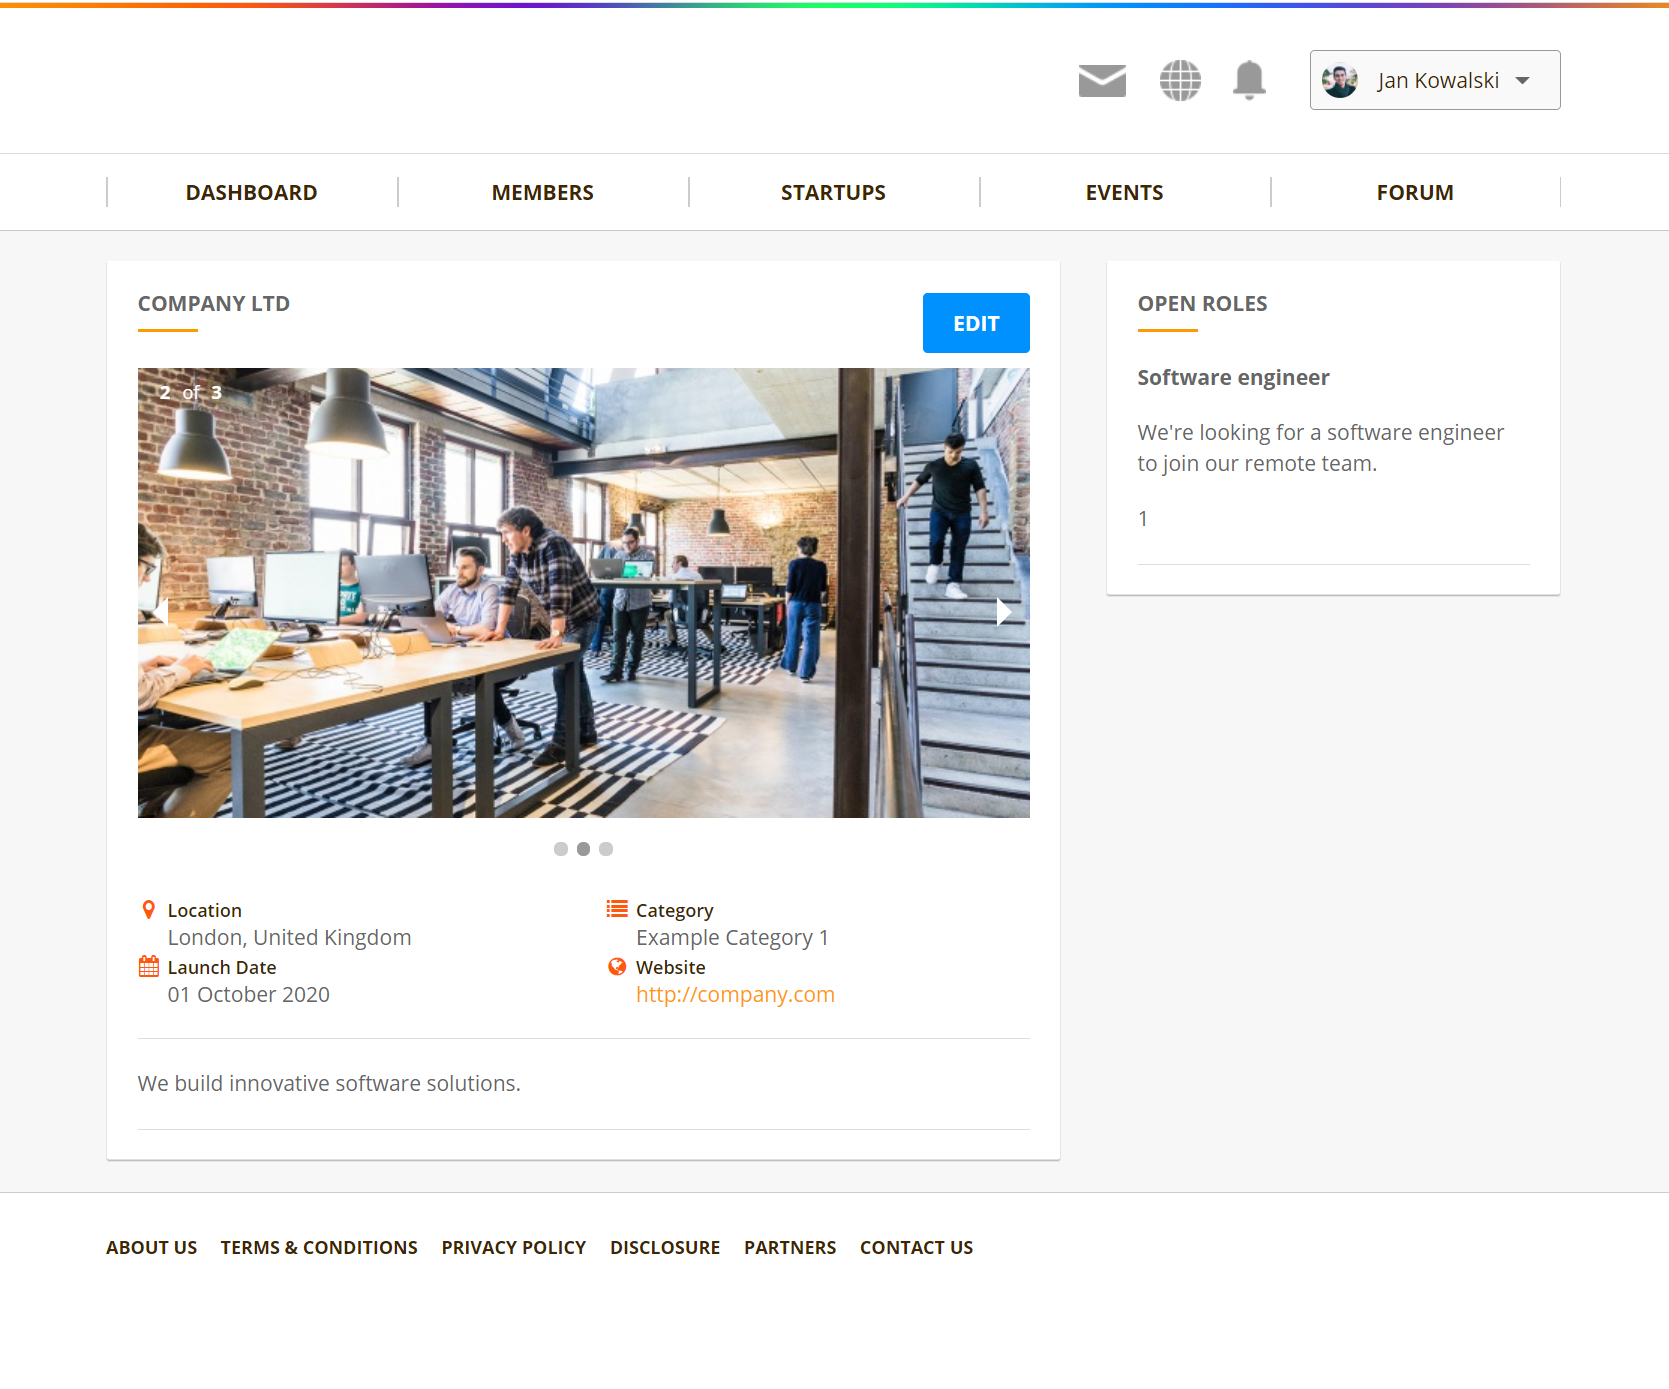 Jan Kowalski
DASHBOARD
MEMBERS
STARTUPS
EVENTS
FORUM
COMPANY LTD
EDIT
2 of 3
Location
London, United Kingdom
Category
Example Category 1
Launch Date
01 October 2020
Website
http://company.com
We build innovative software solutions.
OPEN ROLES
Software engineer
We're looking for a software engineer
to join our remote team.
1
ABOUT US
TERMS & CONDITIONS
PRIVACY POLICY
DISCLOSURE
PARTNERS
CONTACT US